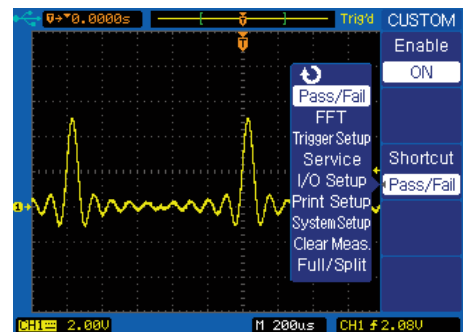 T→▼0.0000s T Trig'd CUSTOM
T
Enable
ON
Pass/Fail
FFT
Trigger Setup
Service
I/O Setup
Print Setup
System Setup
Clear Meas.
Full/Split
Shortcut
Pass/Fail
1
CH1 2.00V M 200us CH1 2.08V